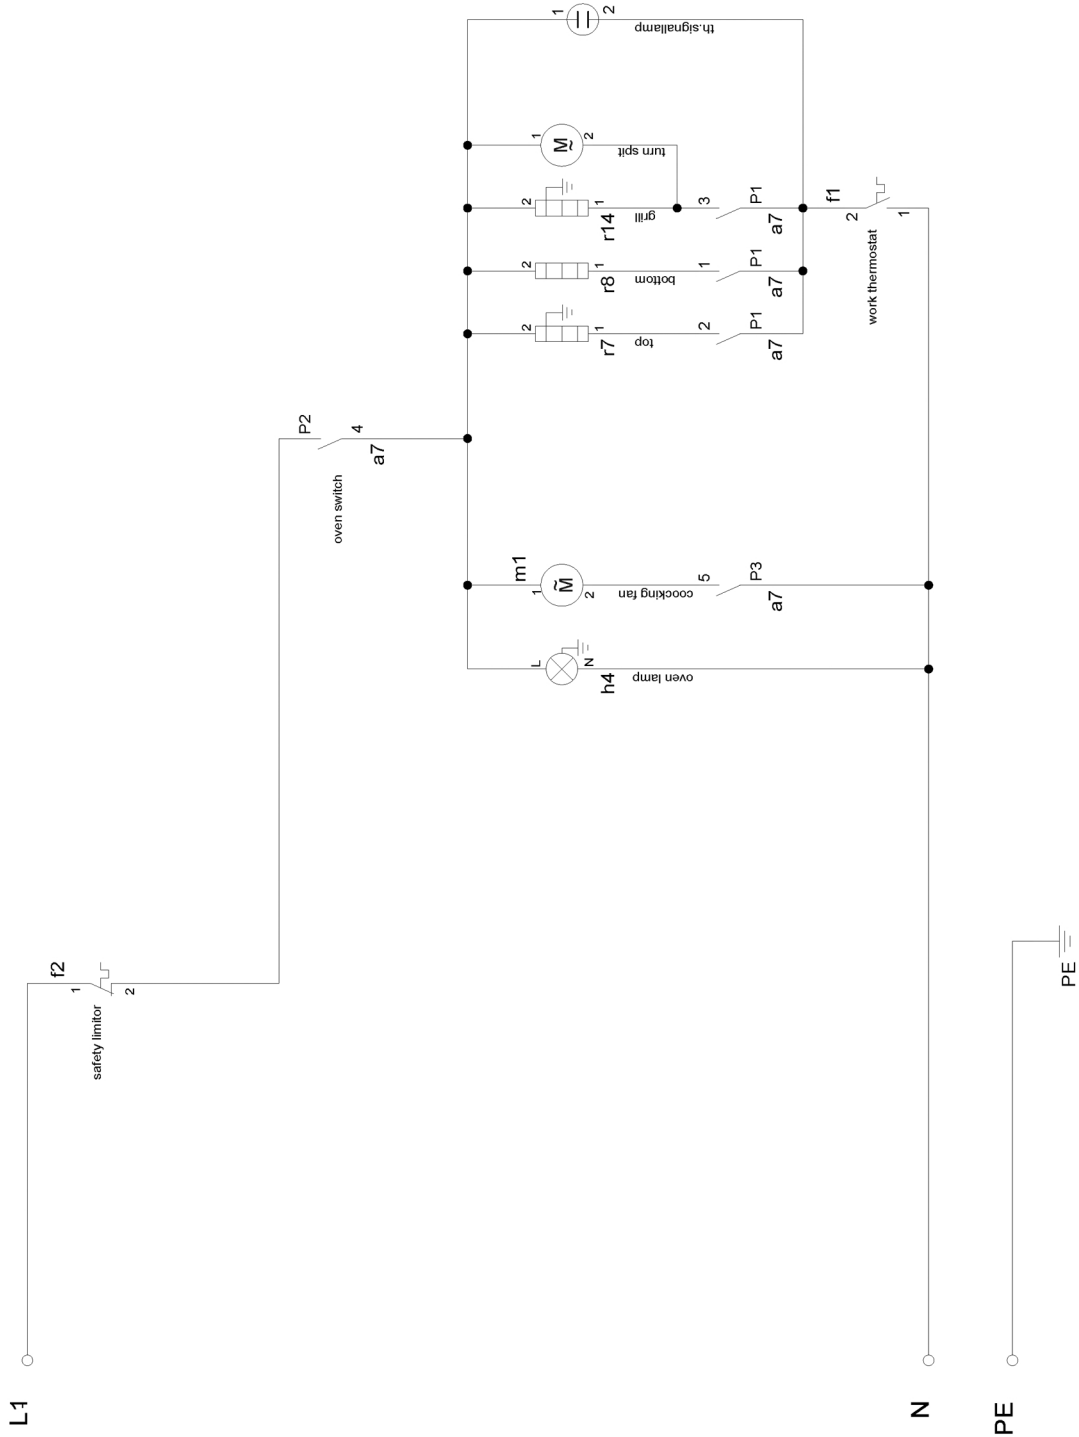 1
2
th.signallamp
1
M
~
2
turn spit
2
1
r14
grill
3
P1
a7
f1
2
1
work thermostat
2
1
r8
bottom
1
P1
a7
2
1
r7
top
2
P1
a7
P2
4
a7
oven switch
m1
1
M
~
2
coocking fan
5
P3
a7
L
N
h4
oven lamp
f2
1
2
safety limitor
PE
L1
N
PE